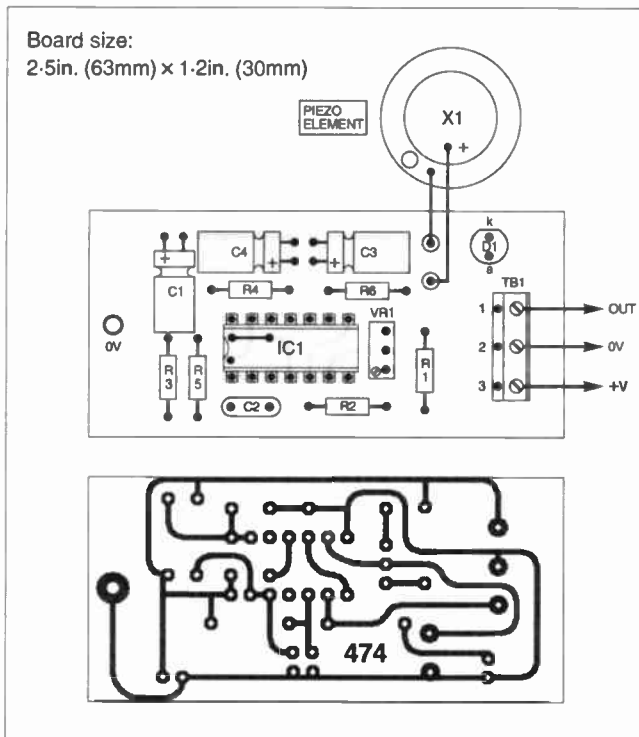 Board size:
2·5in. (63mm) × 1·2in. (30mm)
PIEZO
ELEMENT
X1
+
k
D1
a
C4
+
C3
+
+
C1
TB1
R4
R6
1
OUT
VR1
0V
IC1
2
0V
R
3
R
5
R
1
3
+V
C2
R2
474